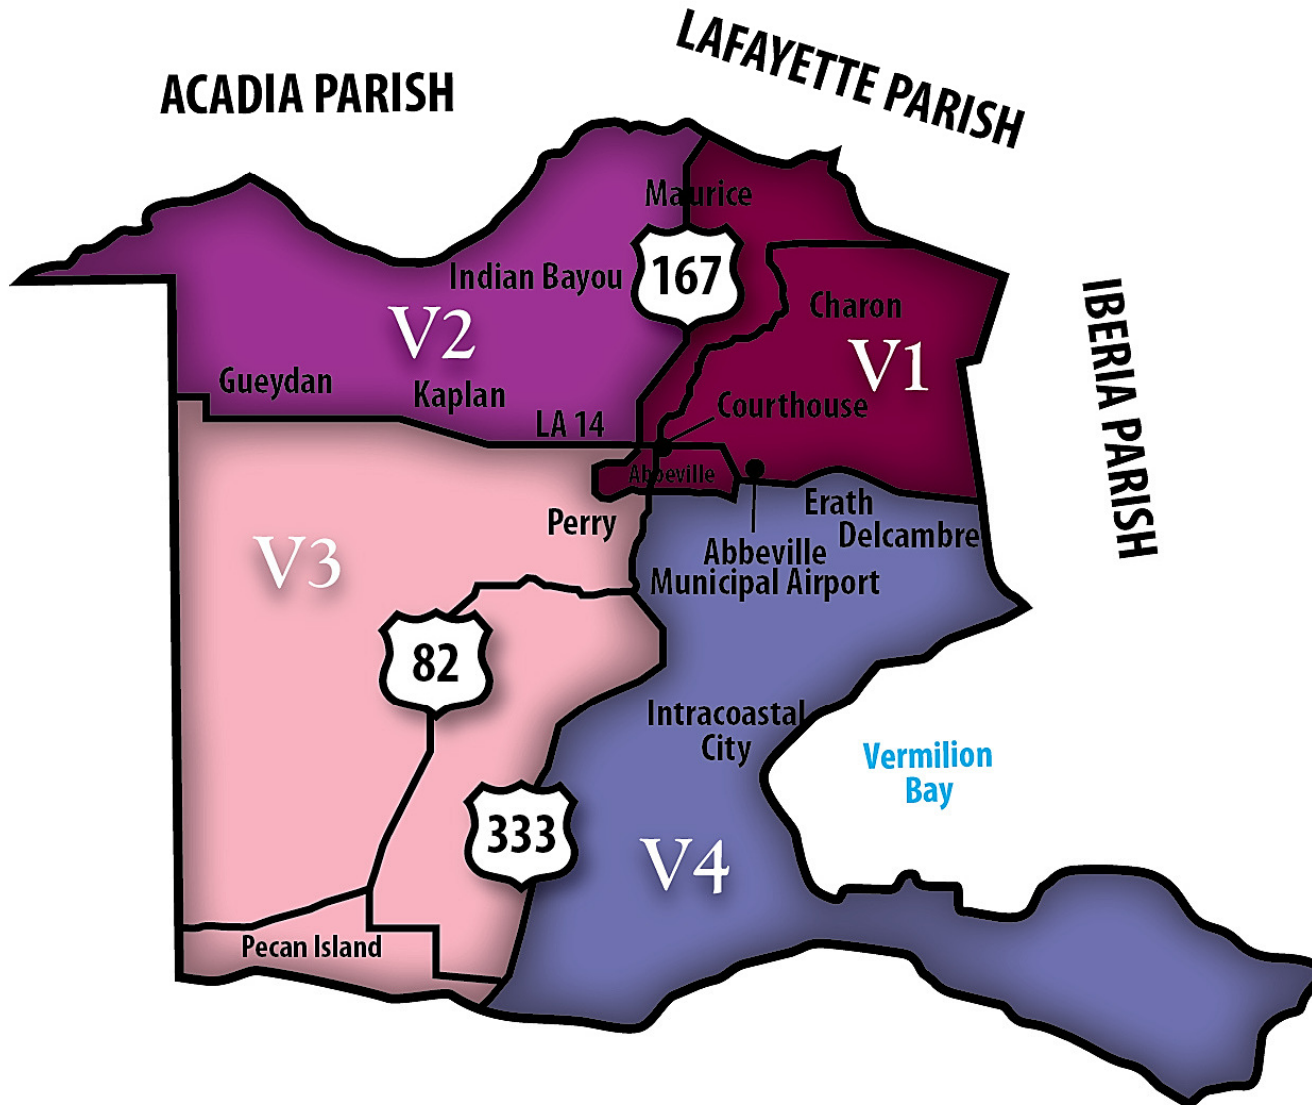 LAFAYETTE PARISH
ACADIA PARISH
Maurice
Indian Bayou
167
IBERIA PARISH
Charon
V2
V1
Gueydan
Kaplan
Courthouse
LA 14
Abbeville
Erath
Perry
Delcambre
Abbeville
Municipal Airport
V3
82
Intracoastal
City
Vermilion
Bay
333
V4
Pecan Island